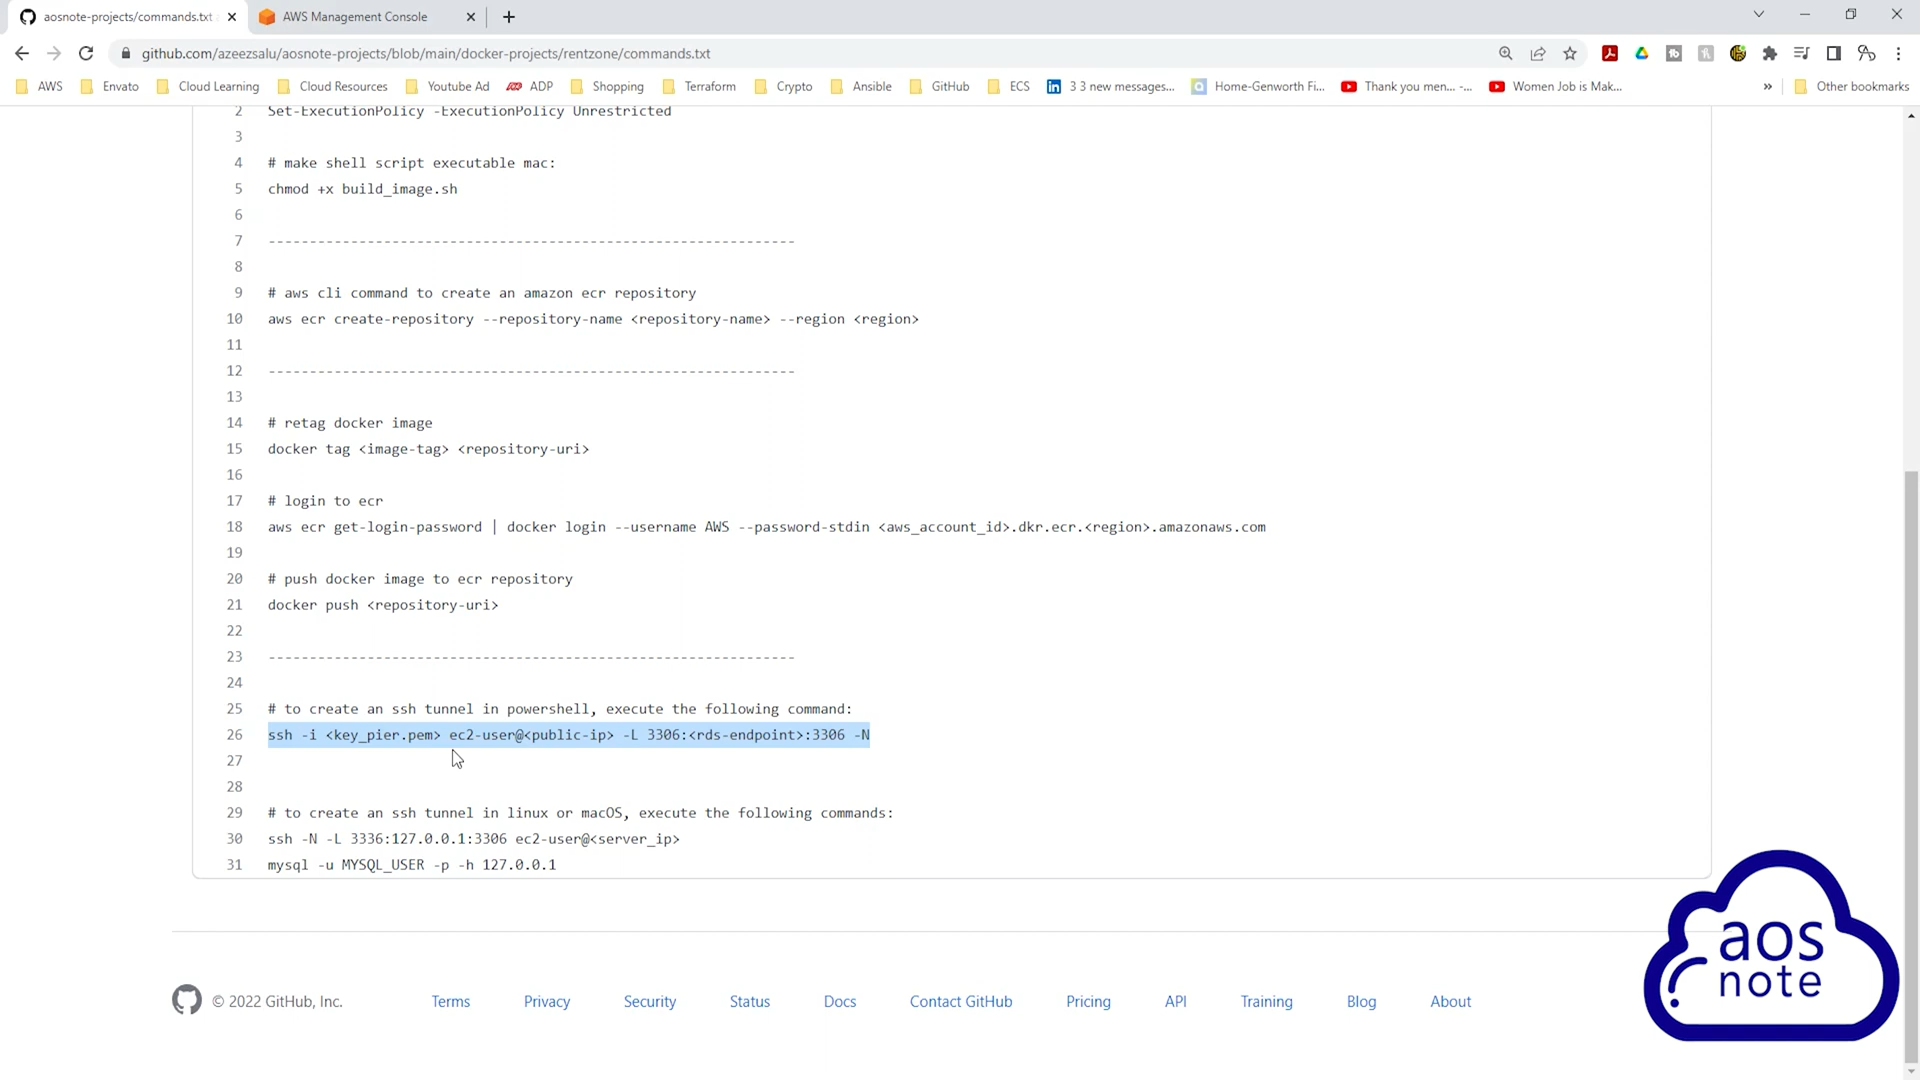 aosnote-projects/commands.txt
AWS Management Console
github.com/azeezsalu/aosnote-projects/blob/main/docker-projects/rentzone/commands.txt
AWS Envato Cloud Learning Cloud Resources Youtube Ad ADP Shopping Terraform Crypto Ansible GitHub ECS 3 3 new messages... Home-Genworth Fi... Thank you men... -... Women Job is Mak... » Other bookmarks
2 Set-ExecutionPolicy -ExecutionPolicy Unrestricted
3
4 # make shell script executable mac:
5 chmod +x build_image.sh
6
7 ----------------------------------------------------------------
8
9 # aws cli command to create an amazon ecr repository
10 aws ecr create-repository --repository-name <repository-name> --region <region>
11
12 ----------------------------------------------------------------
13
14 # retag docker image
15 docker tag <image-tag> <repository-uri>
16
17 # login to ecr
18 aws ecr get-login-password | docker login --username AWS --password-stdin <aws_account_id>.dkr.ecr.<region>.amazonaws.com
19
20 # push docker image to ecr repository
21 docker push <repository-uri>
22
23 ----------------------------------------------------------------
24
25 # to create an ssh tunnel in powershell, execute the following command:
26 ssh -i <key_pier.pem> ec2-user@<public-ip> -L 3306:<rds-endpoint>:3306 -N
27
28
29 # to create an ssh tunnel in linux or macOS, execute the following commands:
30 ssh -N -L 3336:127.0.0.1:3306 ec2-user@<server_ip>
31 mysql -u MYSQL_USER -p -h 127.0.0.1
© 2022 GitHub, Inc. Terms Privacy Security Status Docs Contact GitHub Pricing API Training Blog About
aos
note